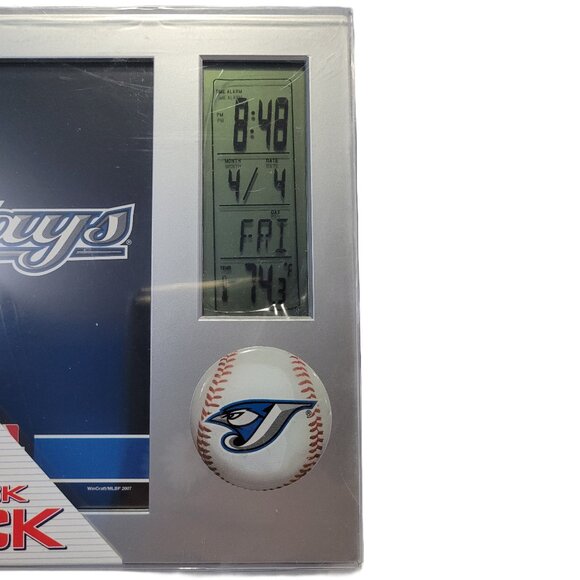 TIME ALARM
PM
8:48
MONTH DATE
4/ 4
DAY
FRI
TEMP
74.3°F
ays
®
J
®
WinCraft/MLBP 2007
CK
CK